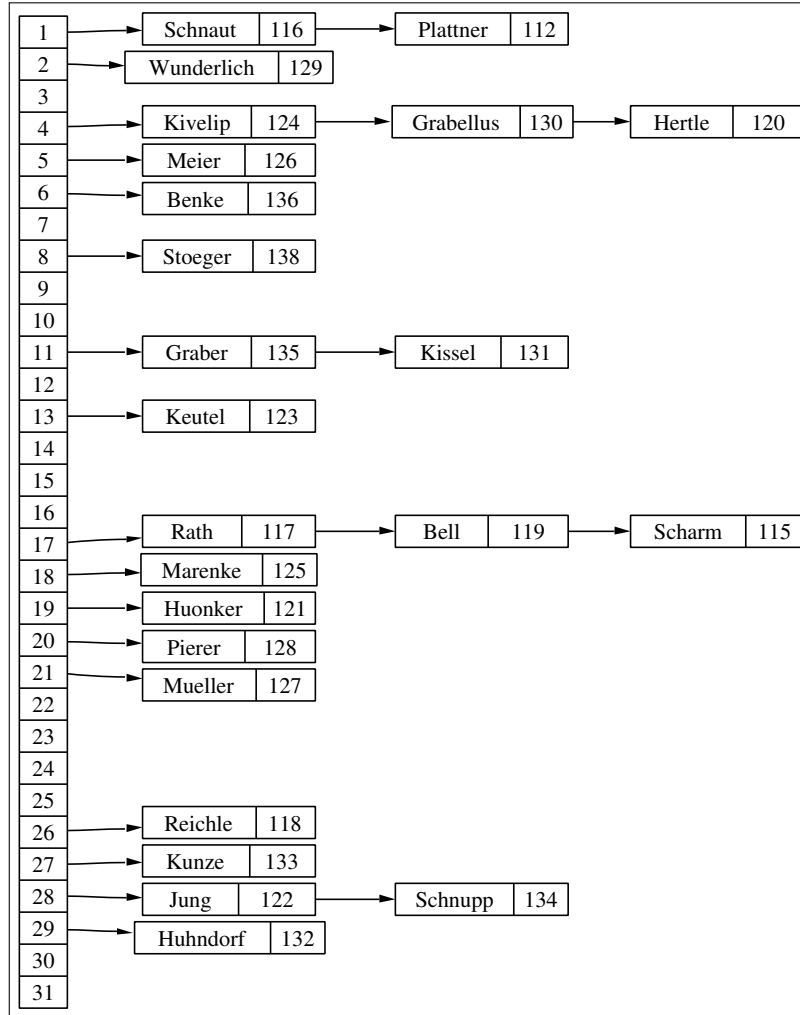 1 Schnaut 116 Plattner 112
2 Wunderlich 129
3
4 Kivelip 124 Grabellus 130 Hertle 120
5 Meier 126
6 Benke 136
7
8 Stoeger 138
9
10
11 Graber 135 Kissel 131
12
13 Keutel 123
14
15
16
17 Rath 117 Bell 119 Scharm 115
18 Marenke 125
19 Huonker 121
20 Pierer 128
21 Mueller 127
22
23
24
25
26 Reichle 118
27 Kunze 133
28 Jung 122 Schnupp 134
29 Huhndorf 132
30
31